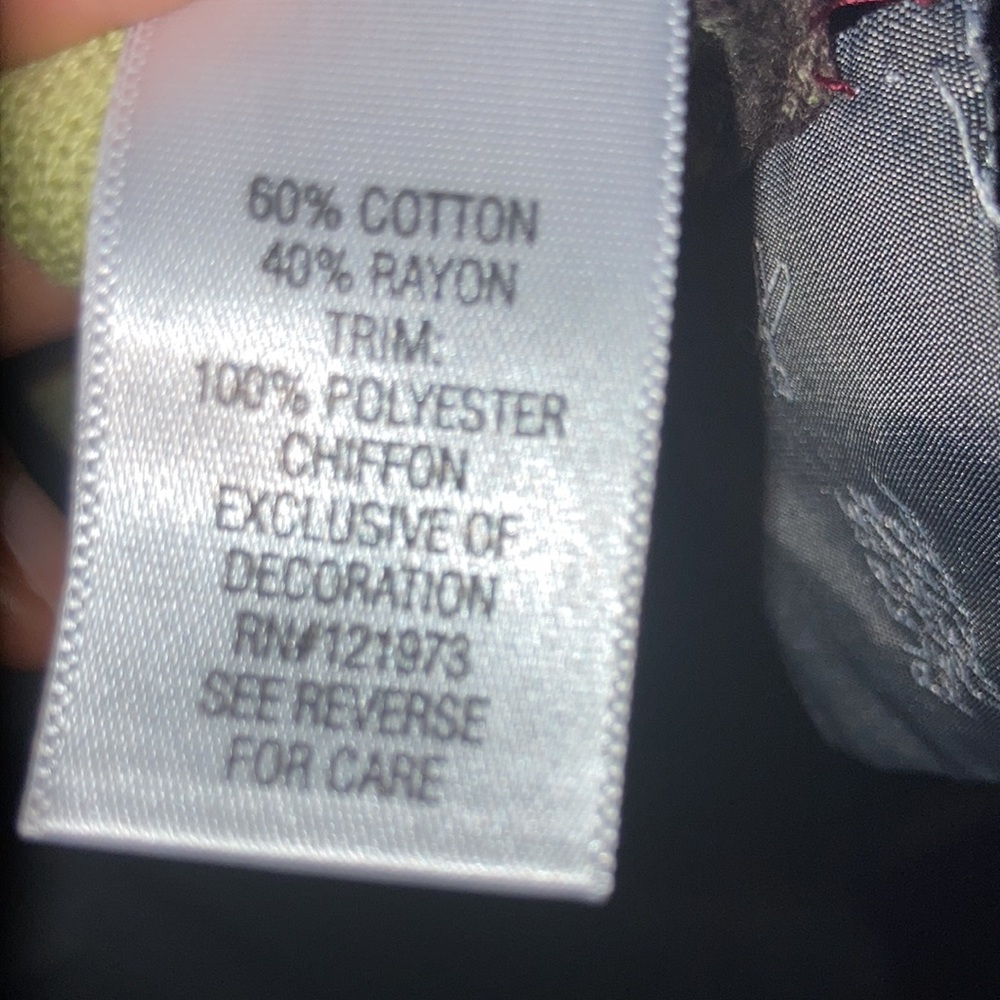 60% COTTON
40% RAYON
TRIM:
100% POLYESTER
CHIFFON
EXCLUSIVE OF
DECORATION
RN#121973
SEE REVERSE
FOR CARE